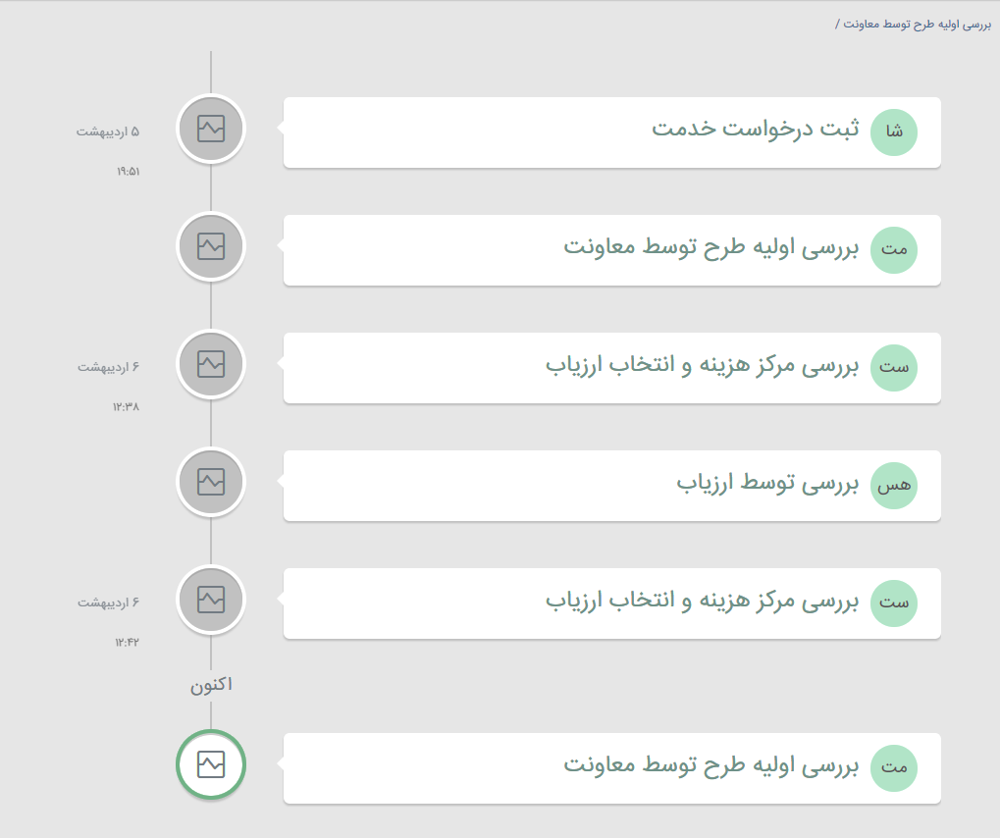 بررسی اولیه طرح توسط معاونت /
شا
ثبت درخواست خدمت
۵ اردیبهشت
۱۹:۵۱
مت
بررسی اولیه طرح توسط معاونت
ست
بررسی مرکز هزینه و انتخاب ارزیاب
۶ اردیبهشت
۱۲:۳۸
هس
بررسی توسط ارزیاب
ست
بررسی مرکز هزینه و انتخاب ارزیاب
۶ اردیبهشت
۱۲:۴۲
اکنون
مت
بررسی اولیه طرح توسط معاونت